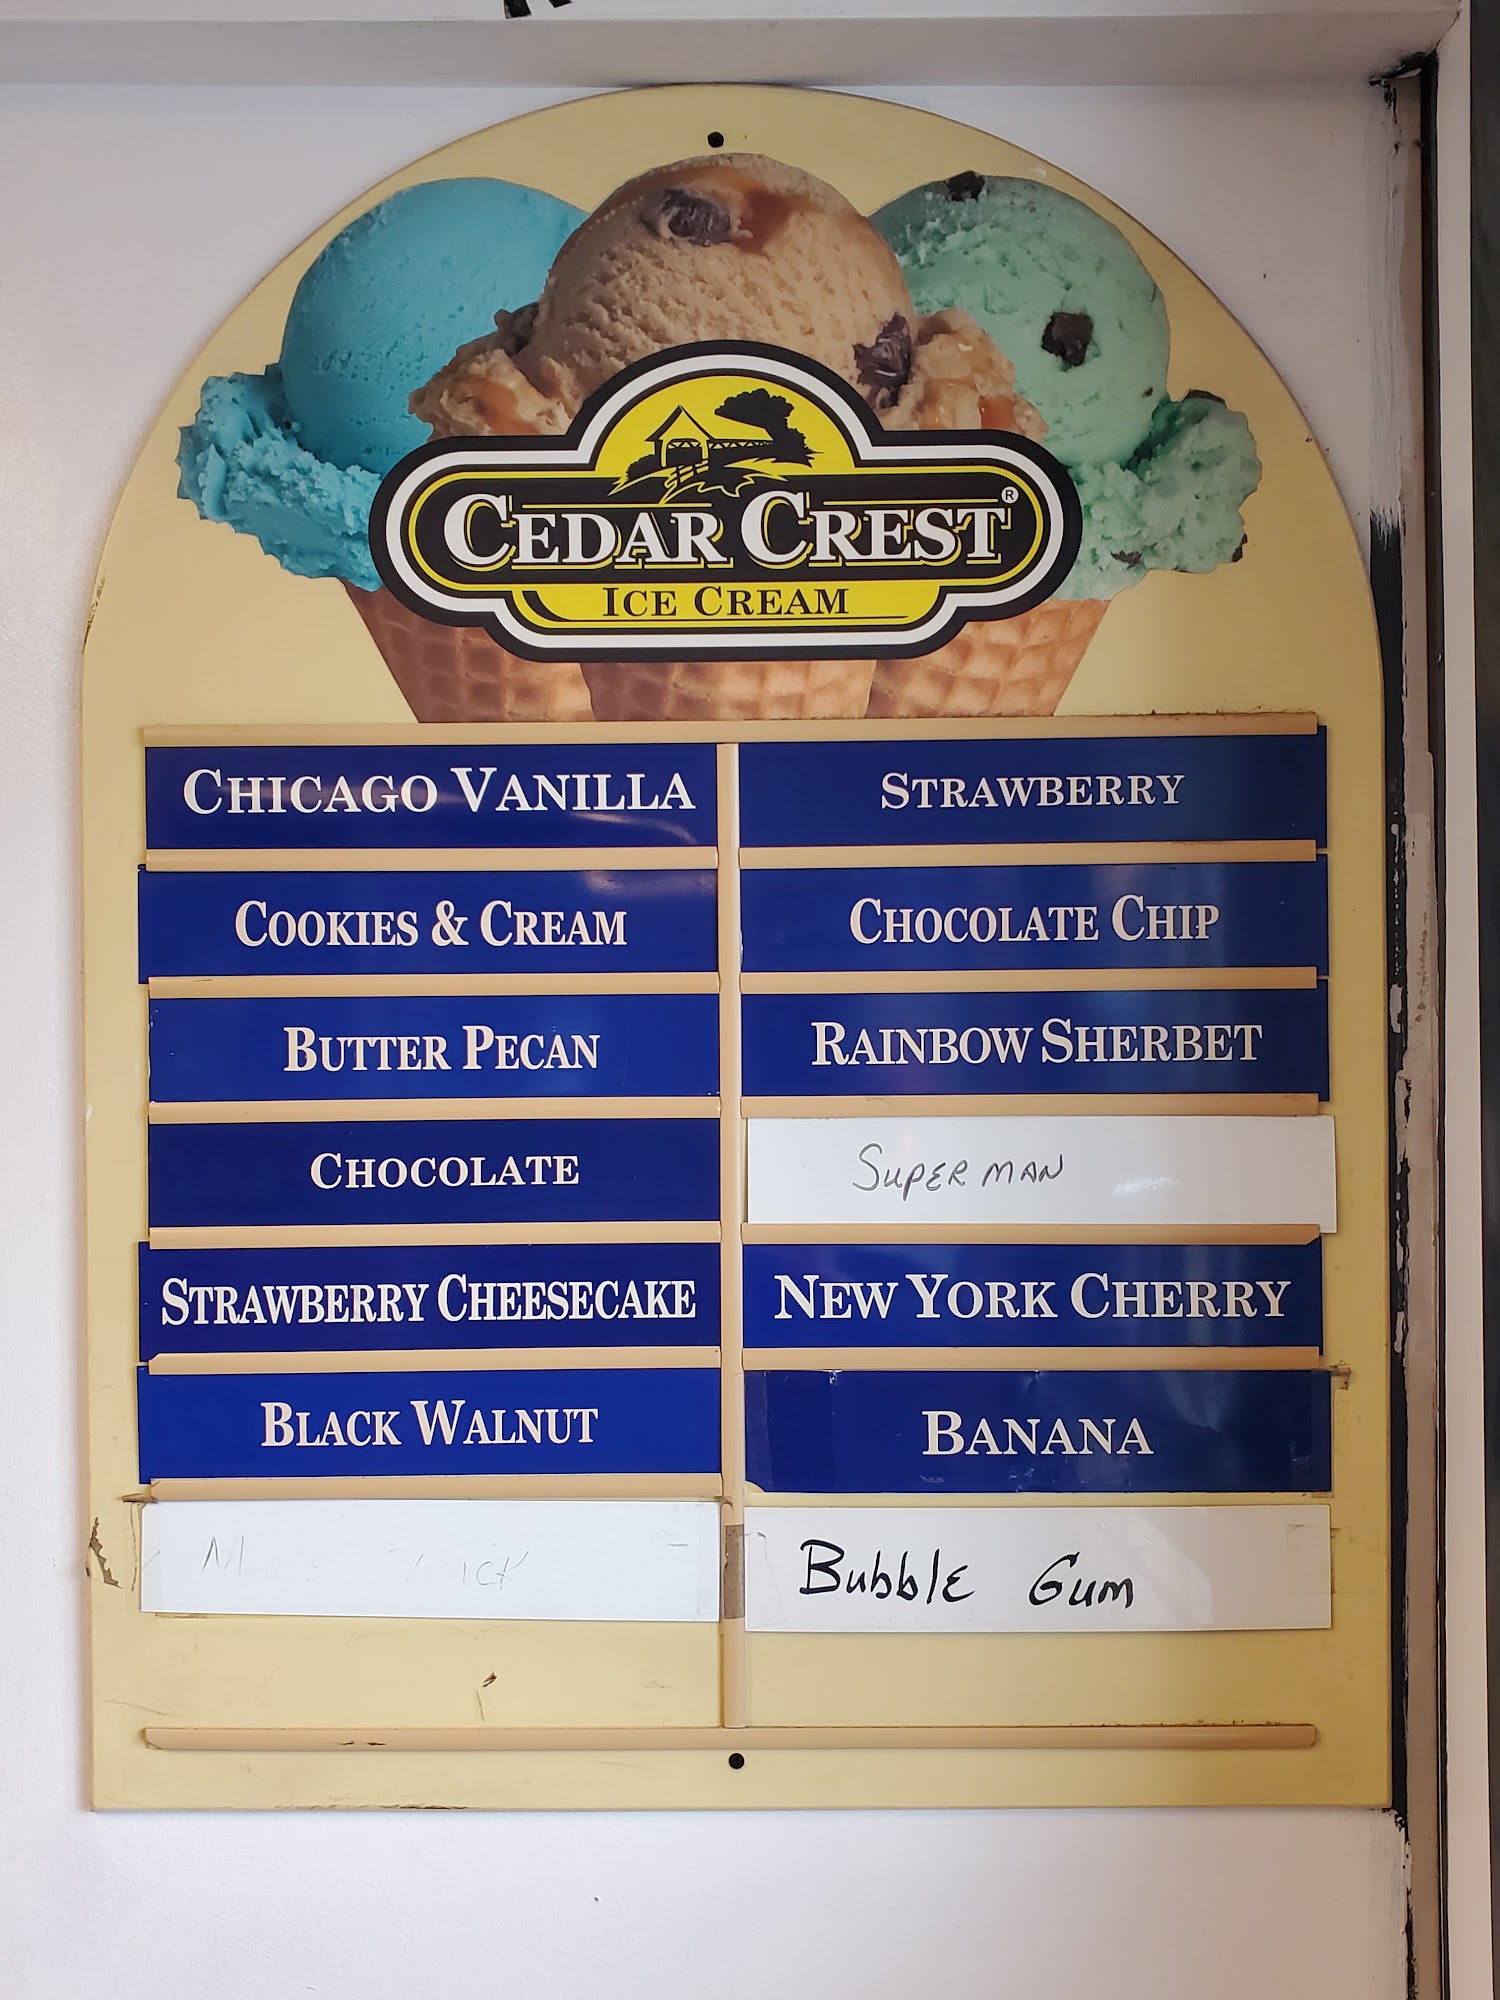 CEDAR CREST®
ICE CREAM
CHICAGO VANILLA
STRAWBERRY
COOKIES & CREAM
CHOCOLATE CHIP
BUTTER PECAN
RAINBOW SHERBET
CHOCOLATE
SUPERMAN
STRAWBERRY CHEESECAKE
NEW YORK CHERRY
BLACK WALNUT
BANANA
Bubble Gum